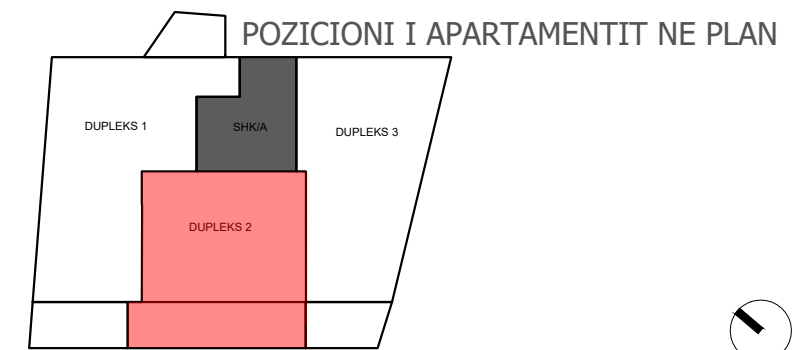 POZICIONI I APARTAMENTIT NE PLAN
DUPLEKS 1
SHK/A
DUPLEKS 3
DUPLEKS 2